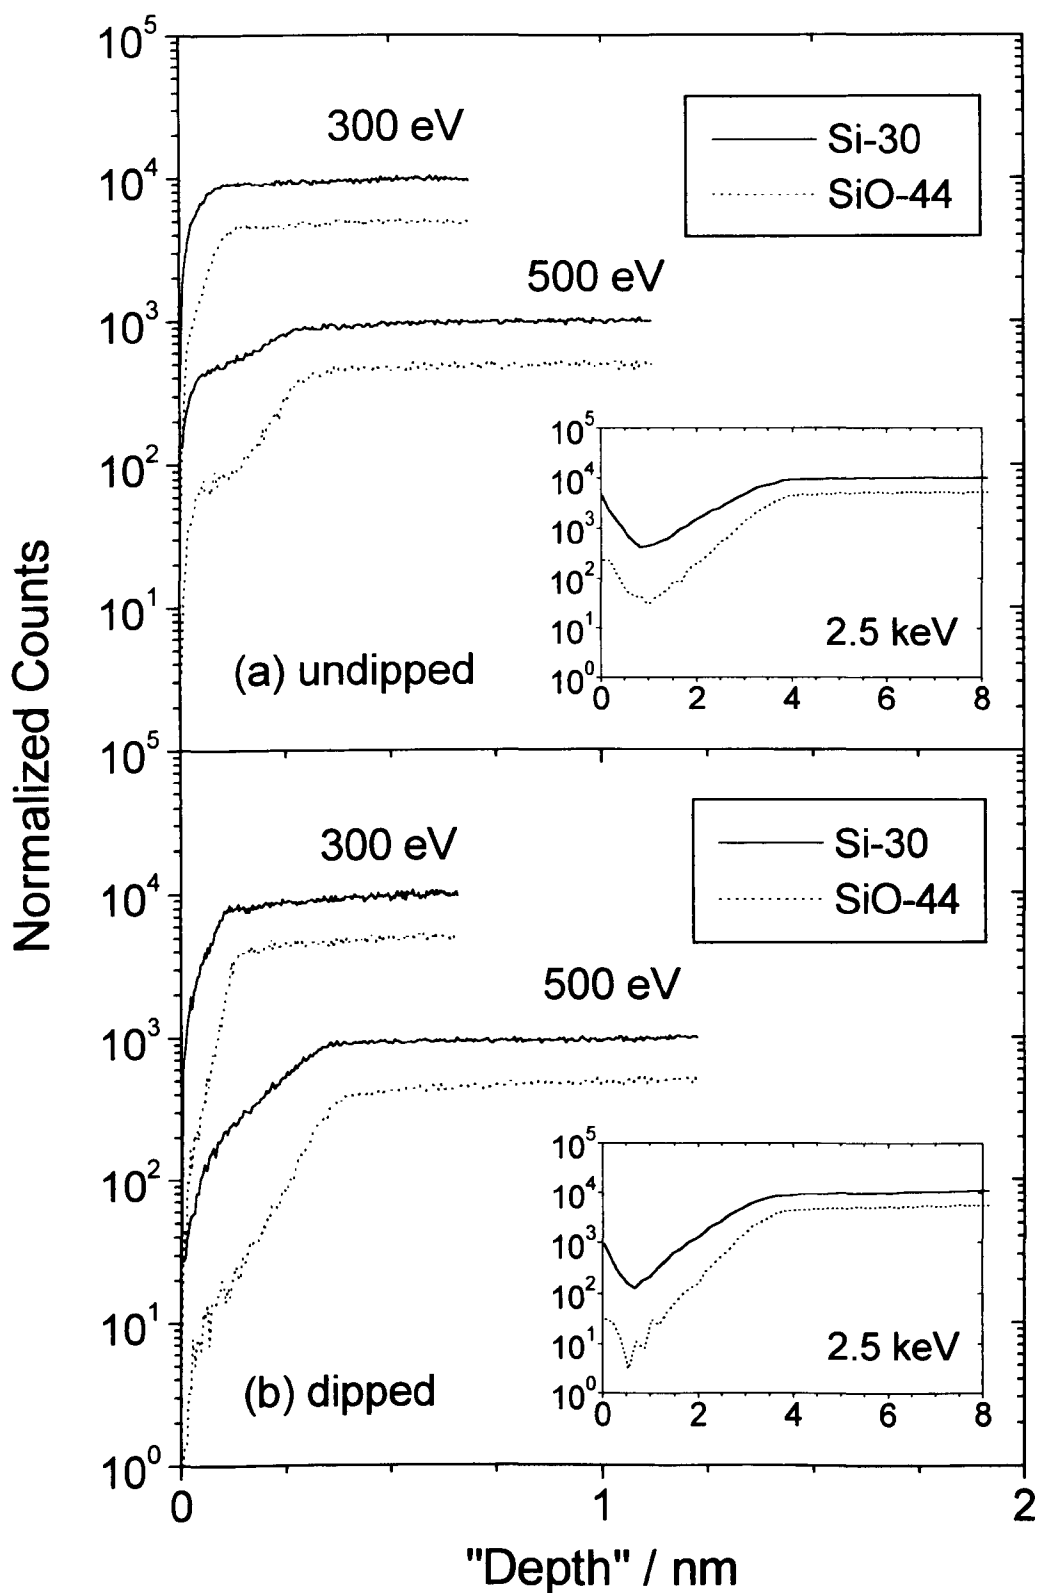 Normalized Counts
10^5
10^4
10^3
10^2
10^1
300 eV
500 eV
Si-30
SiO-44
(a) undipped
10^5
10^4
10^3
10^2
10^1
10^0
2.5 keV
0 2 4 6 8
10^5
10^4
10^3
10^2
10^1
10^0
300 eV
500 eV
Si-30
SiO-44
(b) dipped
10^5
10^4
10^3
10^2
10^1
10^0
2.5 keV
0 2 4 6 8
0 1 2
"Depth" / nm